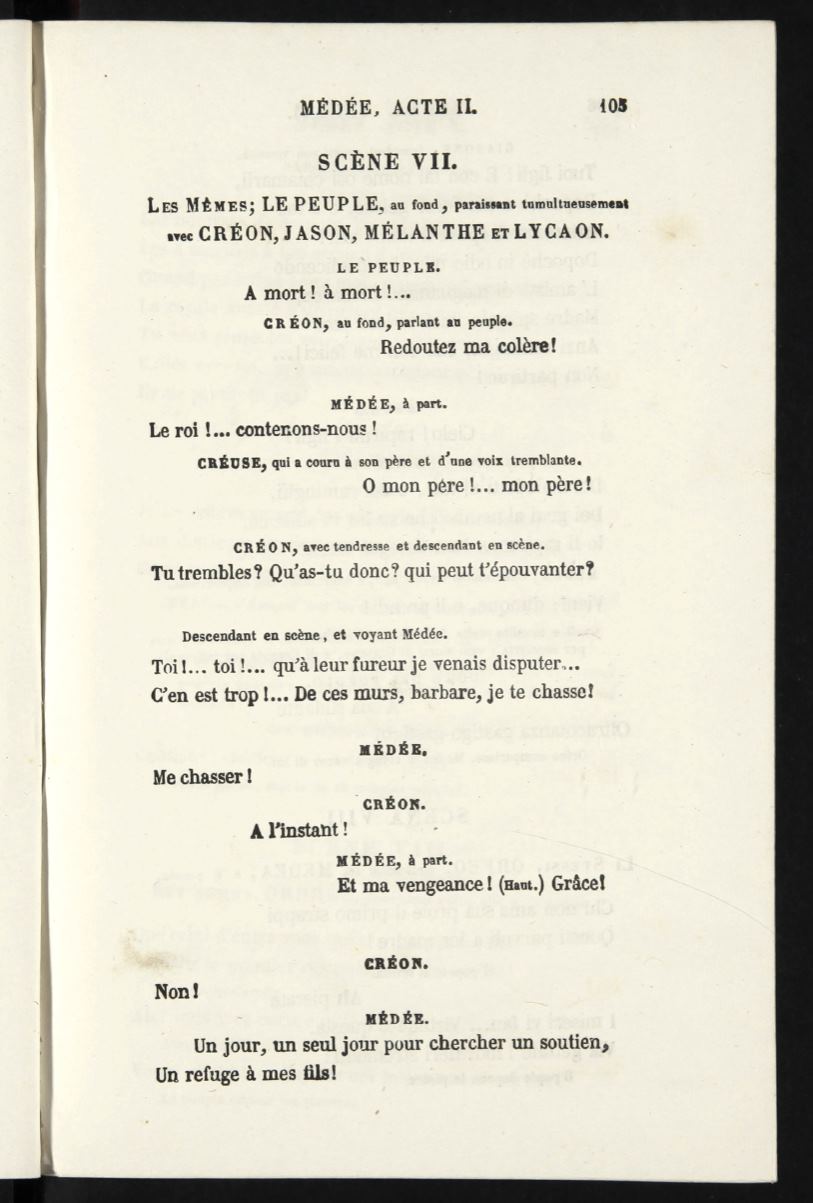 MÉDÉE, ACTE II. 105
SCÈNE VII.
LES MÊMES; LE PEUPLE, au fond, paraissant tumultueusement
avec CRÉON, JASON, MÉLANTHE ET LYCAON.
LE PEUPLE.
A mort ! à mort !...
CRÉON, au fond, parlant au peuple.
Redoutez ma colère!
MÉDÉE, à part.
Le roi !... contenons-nous !
CRÉUSE, qui a couru à son père et d'une voix tremblante.
O mon père !... mon père!
CRÉON, avec tendresse et descendant en scène.
Tu trembles? Qu'as-tu donc? qui peut t'épouvanter?
Descendant en scène, et voyant Médée.
Toi !... toi !... qu'à leur fureur je venais disputer...
C'en est trop !... De ces murs, barbare, je te chasse!
MÉDÉE.
Me chasser !
CRÉON.
A l'instant !
MÉDÉE, à part.
Et ma vengeance ! (Haut.) Grâce!
CRÉON.
Non!
MÉDÉE.
Un jour, un seul jour pour chercher un soutien,
Un refuge à mes fils!